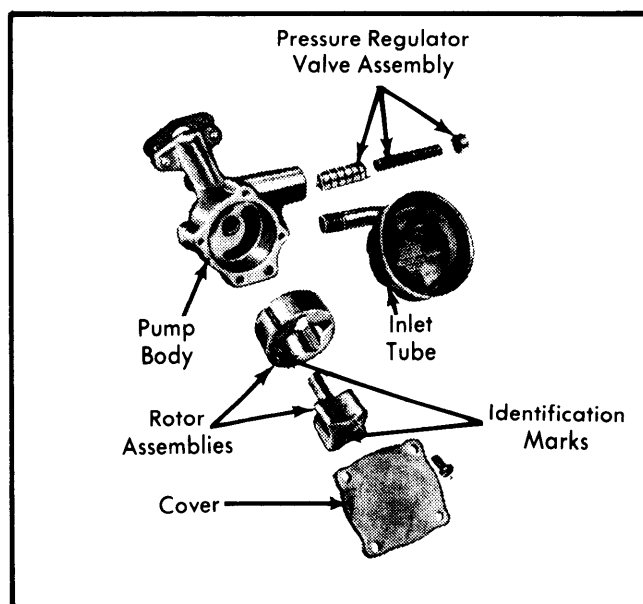 Pressure Regulator
Valve Assembly
Pump
Body
Inlet
Tube
Rotor
Assemblies
Identification
Marks
Cover